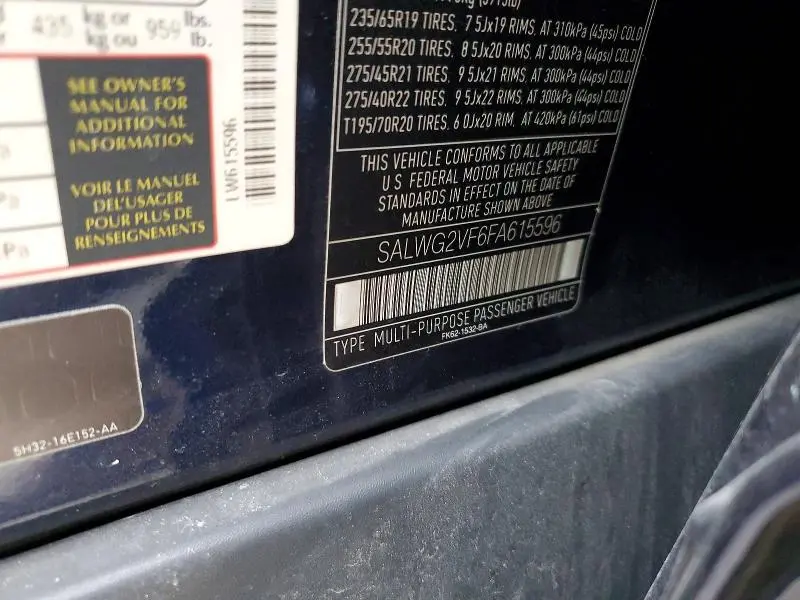 435 kg or 959 lbs.
kg ou lb.
SEE OWNER'S
MANUAL FOR
ADDITIONAL
INFORMATION
VOIR LE MANUEL
DE L'USAGER
POUR PLUS DE
RENSEIGNEMENTS
LW615596
235/65R19 TIRES. 7 5Jx19 RIMS, AT 310kPa (45psi) COLD
255/55R20 TIRES. 8 5Jx20 RIMS, AT 300kPa (44psi) COLD
275/45R21 TIRES. 9 5Jx21 RIMS, AT 300kPa (44psi) COLD
275/40R22 TIRES. 9 5Jx22 RIMS, AT 300kPa (44psi) COLD
T195/70R20 TIRES. 6 0Jx20 RIM, AT 420kPa (61psi) COLD
THIS VEHICLE CONFORMS TO ALL APPLICABLE
U S FEDERAL MOTOR VEHICLE SAFETY
STANDARDS IN EFFECT ON THE DATE OF
MANUFACTURE SHOWN ABOVE
SALWG2VF6FA615596
TYPE MULTI-PURPOSE PASSENGER VEHICLE
FK62-1532-BA
5H32-16E152-AA